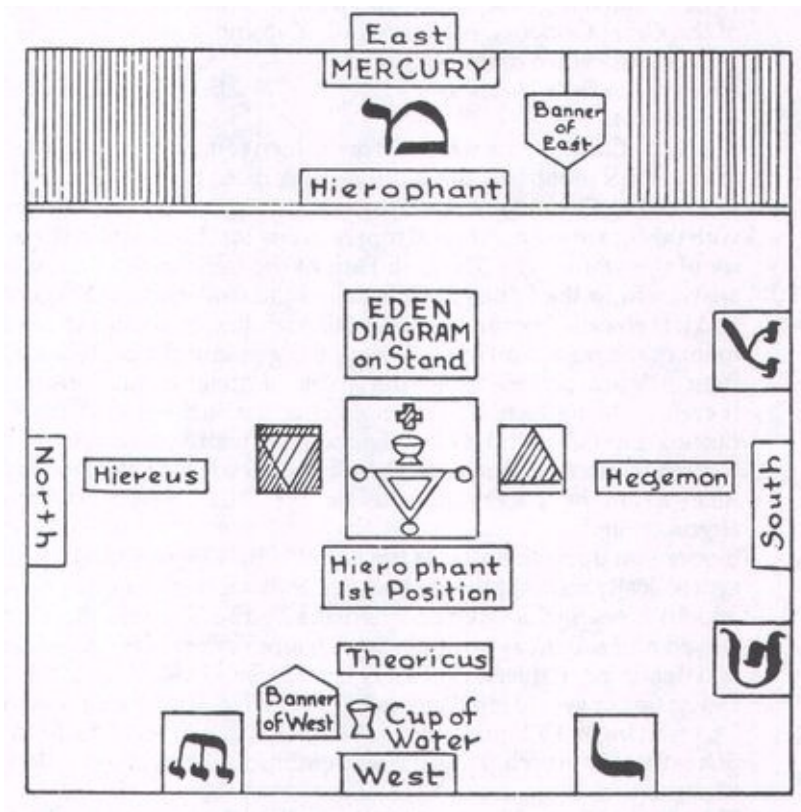 East
MERCURY
מ
Banner
of
East
Hierophant
EDEN
DIAGRAM
on Stand
North
Hiereus
Hegemon
South
Hierophant
1st Position
Theoricus
Banner
of West
Cup of
Water
West